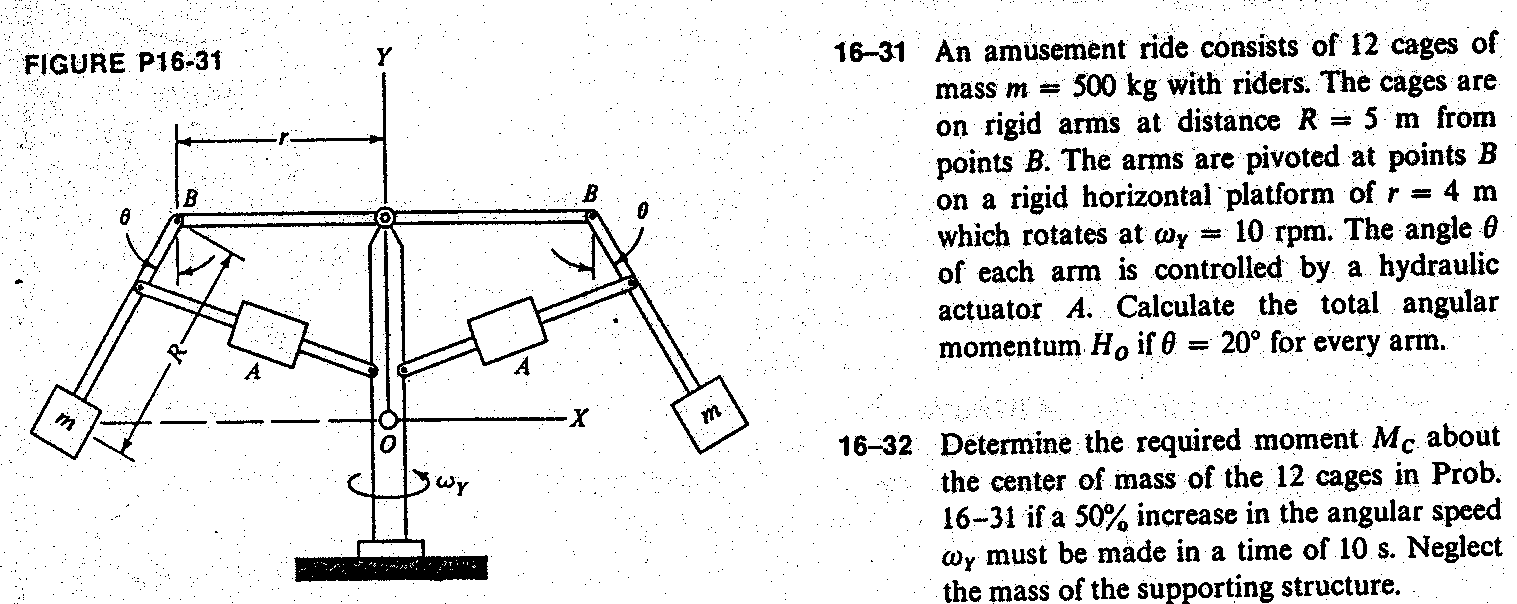 FIGURE P16-31
Y
r
B
B
θ
θ
R
A
A
m
m
X
O
ωY
16–31 An amusement ride consists of 12 cages of
mass m = 500 kg with riders. The cages are
on rigid arms at distance R = 5 m from
points B. The arms are pivoted at points B
on a rigid horizontal platform of r = 4 m
which rotates at ωY = 10 rpm. The angle θ
of each arm is controlled by a hydraulic
actuator A. Calculate the total angular
momentum HO if θ = 20° for every arm.
16–32 Determine the required moment MC about
the center of mass of the 12 cages in Prob.
16–31 if a 50% increase in the angular speed
ωY must be made in a time of 10 s. Neglect
the mass of the supporting structure.